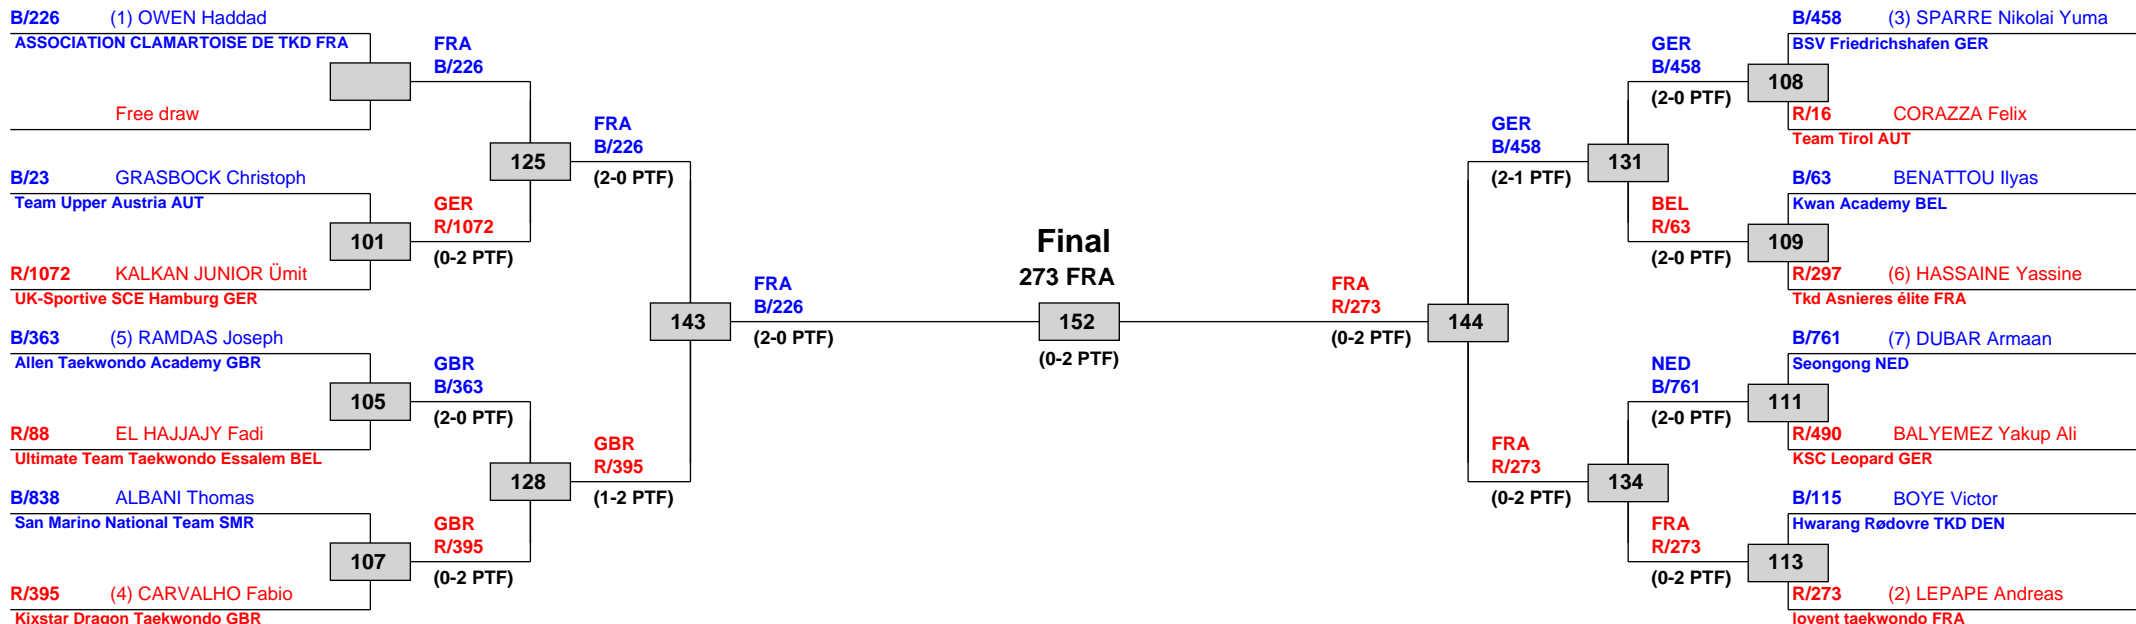 B/226 (1) OWEN Haddad
ASSOCIATION CLAMARTOISE DE TKD FRA
Free draw
B/23 GRASBOCK Christoph
Team Upper Austria AUT
101
R/1072 KALKAN JUNIOR Ümit
UK-Sportive SCE Hamburg GER
B/363 (5) RAMDAS Joseph
Allen Taekwondo Academy GBR
105
R/88 EL HAJJAJY Fadi
Ultimate Team Taekwondo Essalem BEL
B/838 ALBANI Thomas
San Marino National Team SMR
107
R/395 (4) CARVALHO Fabio
Kixstar Dragon Taekwondo GBR
FRA
B/226
125
GER
R/1072
(0-2 PTF)
GBR
B/363
(2-0 PTF)
128
GBR
R/395
(0-2 PTF)
FRA
B/226
(2-0 PTF)
143
GBR
R/395
(1-2 PTF)
FRA
B/226
(2-0 PTF)
Final
273 FRA
152
(0-2 PTF)
FRA
R/273
(0-2 PTF)
144
GER
B/458
(2-1 PTF)
FRA
R/273
(0-2 PTF)
GER
B/458
(2-0 PTF)
131
BEL
R/63
(2-0 PTF)
NED
B/761
(2-0 PTF)
134
FRA
R/273
(0-2 PTF)
B/458 (3) SPARRE Nikolai Yuma
BSV Friedrichshafen GER
108
R/16 CORAZZA Felix
Team Tirol AUT
B/63 BENATTOU Ilyas
Kwan Academy BEL
109
R/297 (6) HASSAINE Yassine
Tkd Asnieres élite FRA
B/761 (7) DUBAR Armaan
Seongong NED
111
R/490 BALYEMEZ Yakup Ali
KSC Leopard GER
B/115 BOYE Victor
Hwarang Rødovre TKD DEN
113
R/273 (2) LEPAPE Andreas
lovent taekwondo FRA